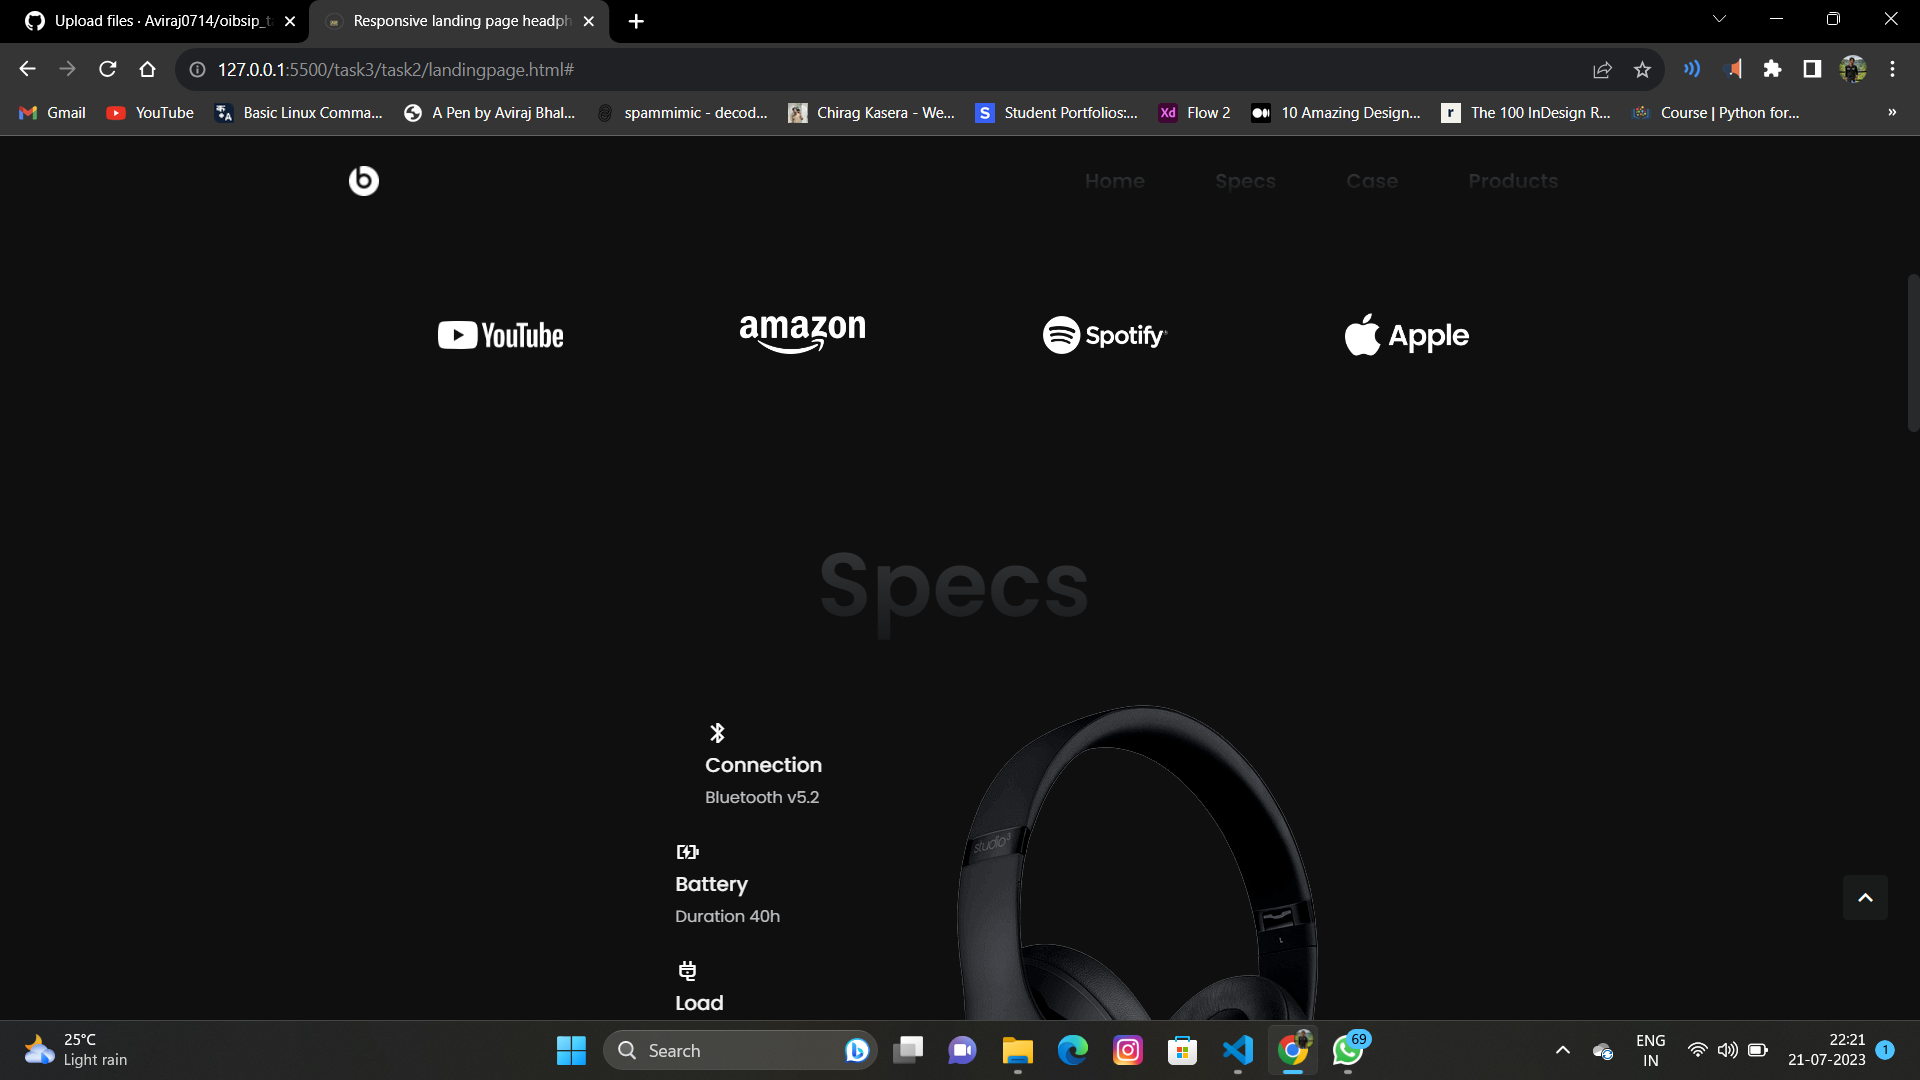 Upload files · Aviraj0714/oibsip_ta
Responsive landing page headph
127.0.0.1:5500/task3/task2/landingpage.html#
Gmail
YouTube
Basic Linux Comma...
A Pen by Aviraj Bhal...
spammimic - decod...
Chirag Kasera - We...
S
Student Portfolios:...
Xd
Flow 2
10 Amazing Design...
r
The 100 InDesign R...
Course | Python for...
»
b
Home
Specs
Case
Products
YouTube
amazon
Spotify
Apple
Specs
Connection
Bluetooth v5.2
studio3
Battery
Duration 40h
L
Load
25°C
Light rain
Search
69
ENG
IN
22:21
21-07-2023
1